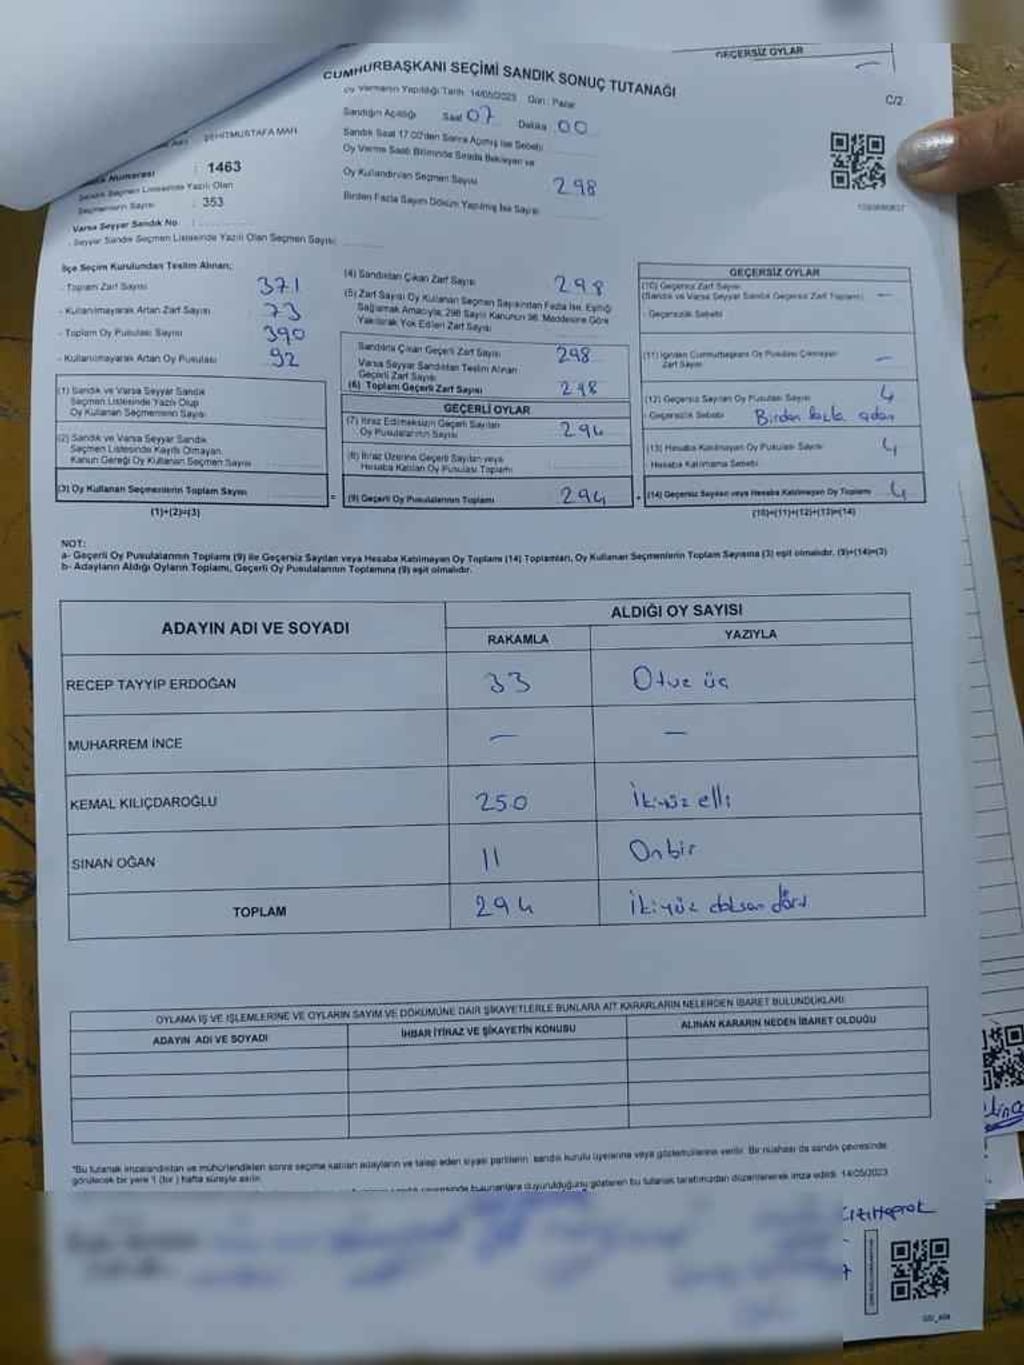 GEÇERSİZ OYLAR
CUMHURBAŞKANI SEÇİMİ SANDIK SONUÇ TUTANAĞI
Oy Vermenin Yapıldığı Tarih: 14/05/2023 Gün: Pazar
C/2
Sandığın Açıldığı Saat 07 Dakika 00
Sandık Saat 17.00'den Sonra Açılmış İse Sebebi
Oy Verme Saati Bitiminde Sırada Bekleyen ve
Oy Kullandırılan Seçmen Sayısı 298
Birden Fazla Sayım Döküm Yapılmış İse Sayısı
ŞEHİTMUSTAFA MAH.
Numarası : 1463
Sandık Seçmen Listesinde Yazılı Olan
Seçmenlerin Sayısı : 353
Varsa Seyyar Sandık No :
- Seyyar Sandık Seçmen Listesinde Yazılı Olan Seçmen Sayısı:
İlçe Seçim Kurulundan Teslim Alınan;
- Toplam Zarf Sayısı 371
- Kullanılmayarak Artan Zarf Sayısı 73
- Toplam Oy Pusulası Sayısı 390
- Kullanılmayarak Artan Oy Pusulası 92
(1) Sandık ve Varsa Seyyar Sandık
Seçmen Listesinde Yazılı Olup
Oy Kullanan Seçmenlerin Sayısı
(2) Sandık ve Varsa Seyyar Sandık
Seçmen Listesinde Kayıtlı Olmayan
Kanun Gereği Oy Kullanan Seçmen Sayısı
(3) Oy Kullanan Seçmenlerin Toplam Sayısı
(1)+(2)=(3)
(4) Sandıktan Çıkan Zarf Sayısı 298
(5) Zarf Sayısı Oy Kullanan Seçmen Sayısından Fazla İse, Eşitliği
Sağlamak Amacıyla, 298 Sayılı Kanunun 98. Maddesine Göre
Yakılarak Yok Edilen Zarf Sayısı
Sandıkta Çıkan Geçerli Zarf Sayısı 298
Varsa Seyyar Sandıktan Teslim Alınan
Geçerli Zarf Sayısı
(6) Toplam Geçerli Zarf Sayısı 298
GEÇERLİ OYLAR
(7) İtiraz Edilmeksizin Geçerli Sayılan
Oy Pusulalarının Sayısı 294
(8) İtiraz Üzerine Geçerli Sayılan veya
Hesaba Katılan Oy Pusulası Toplamı
= (9) Geçerli Oy Pusulalarının Toplamı 294
GEÇERSİZ OYLAR
(10) Geçersiz Zarf Sayısı
(Sandık ve Varsa Seyyar Sandık Geçersiz Zarf Toplamı) —
- Geçersizlik Sebebi
(11) İçinden Cumhurbaşkanı Oy Pusulası Çıkmayan
Zarf Sayısı —
(12) Geçersiz Sayılan Oy Pusulası Sayısı 4
- Geçersizlik Sebebi Birden fazla
(13) Hesaba Katılmayan Oy Pusulası Sayısı 4
Hesaba Katılmama Sebebi
+ (14) Geçersiz Sayılan veya Hesaba Katılmayan Oy Toplamı 4
(10)+(11)+(12)+(13)=(14)
NOT:
a- Geçerli Oy Pusulalarının Toplamı (9) ile Geçersiz Sayılan veya Hesaba Katılmayan Oy Toplamı (14) Toplamları, Oy Kullanan Seçmenlerin Toplam Sayısına (3) eşit olmalıdır. (9)+(14)=(3)
b- Adayların Aldığı Oyların Toplamı, Geçerli Oy Pusulalarının Toplamına (9) eşit olmalıdır.
ADAYIN ADI VE SOYADI
ALDIĞI OY SAYISI
RAKAMLA YAZIYLA
RECEP TAYYİP ERDOĞAN 33 Otuz üç
MUHARREM İNCE — —
KEMAL KILIÇDAROĞLU 250 İkiyüz elli
SİNAN OĞAN 11 Onbir
TOPLAM 294 İkiyüz doksan dört
OYLAMA İŞ VE İŞLEMLERİNE VE OYLARIN SAYIM VE DÖKÜMÜNE DAİR ŞİKAYETLERLE BUNLARA AİT KARARLARIN NELERDEN İBARET BULUNDUKLARI
ADAYIN ADI VE SOYADI İHBAR İTİRAZ VE ŞİKAYETİN KONUSU ALINAN KARARIN NEDEN İBARET OLDUĞU
*Bu tutanak imzalandıktan ve mühürlendikten sonra seçime katılan adayların ve talep eden siyasi partilerin, sandık kurulu üyelerine veya gözlemcilerine verilir. Bir nüshası da sandık çevresinde
görülecek bir yere 1 (bir) hafta süreyle asılır.
bulunanlara duyurulduğunu gösteren bu tutanak tarafımızdan düzenlenerek imza edildi. 14/05/2023